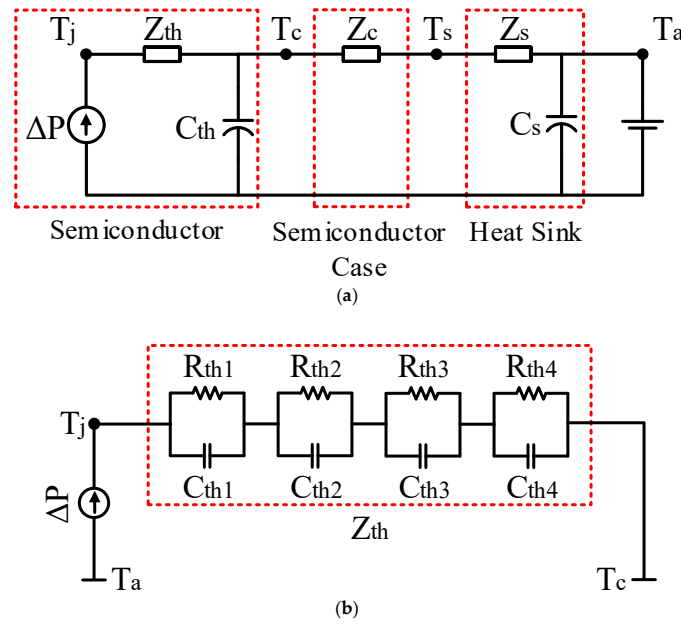 Tj Zth Tc Zc Ts Zs Ta
ΔP Cth Cs
Semiconductor Semiconductor Case Heat Sink
(a)
Rth1 Rth2 Rth3 Rth4
Tj
Cth1 Cth2 Cth3 Cth4
ΔP
Zth
Ta Tc
(b)